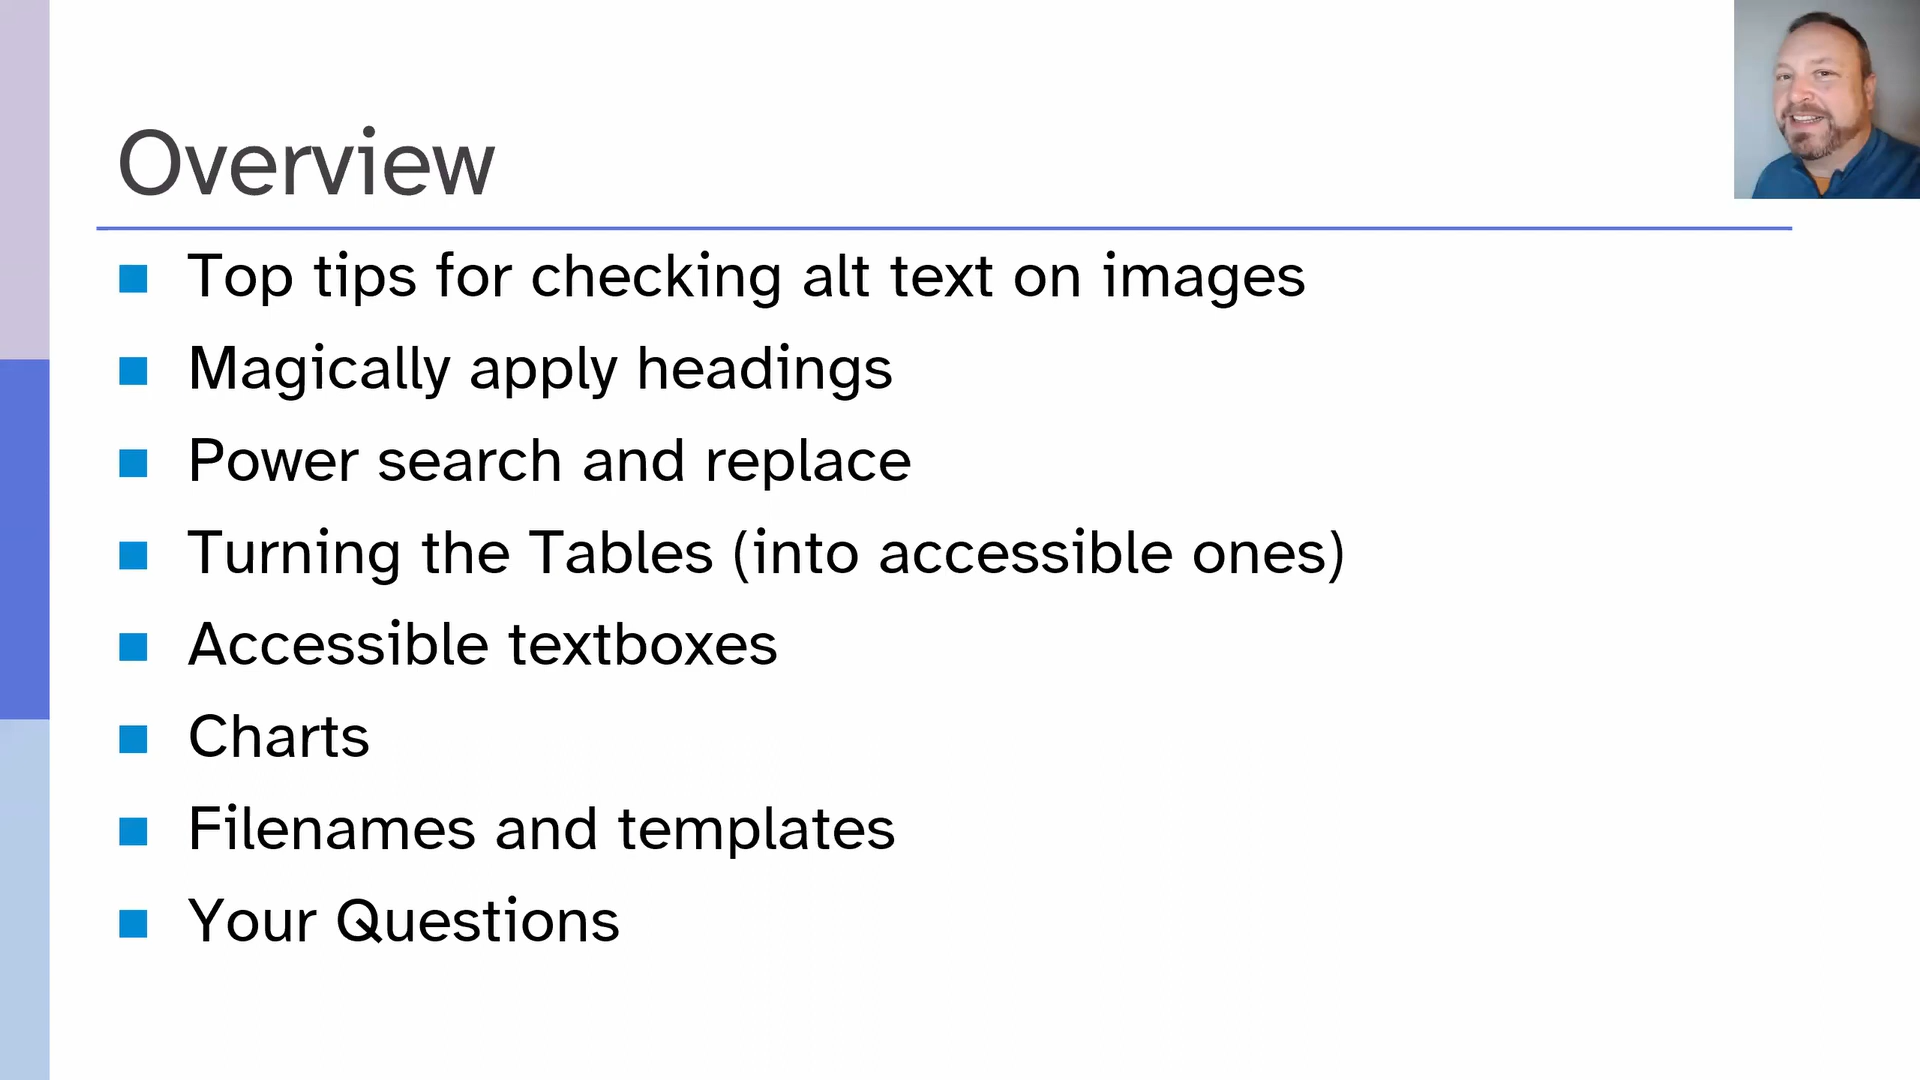 Overview
Top tips for checking alt text on images
Magically apply headings
Power search and replace
Turning the Tables (into accessible ones)
Accessible textboxes
Charts
Filenames and templates
Your Questions